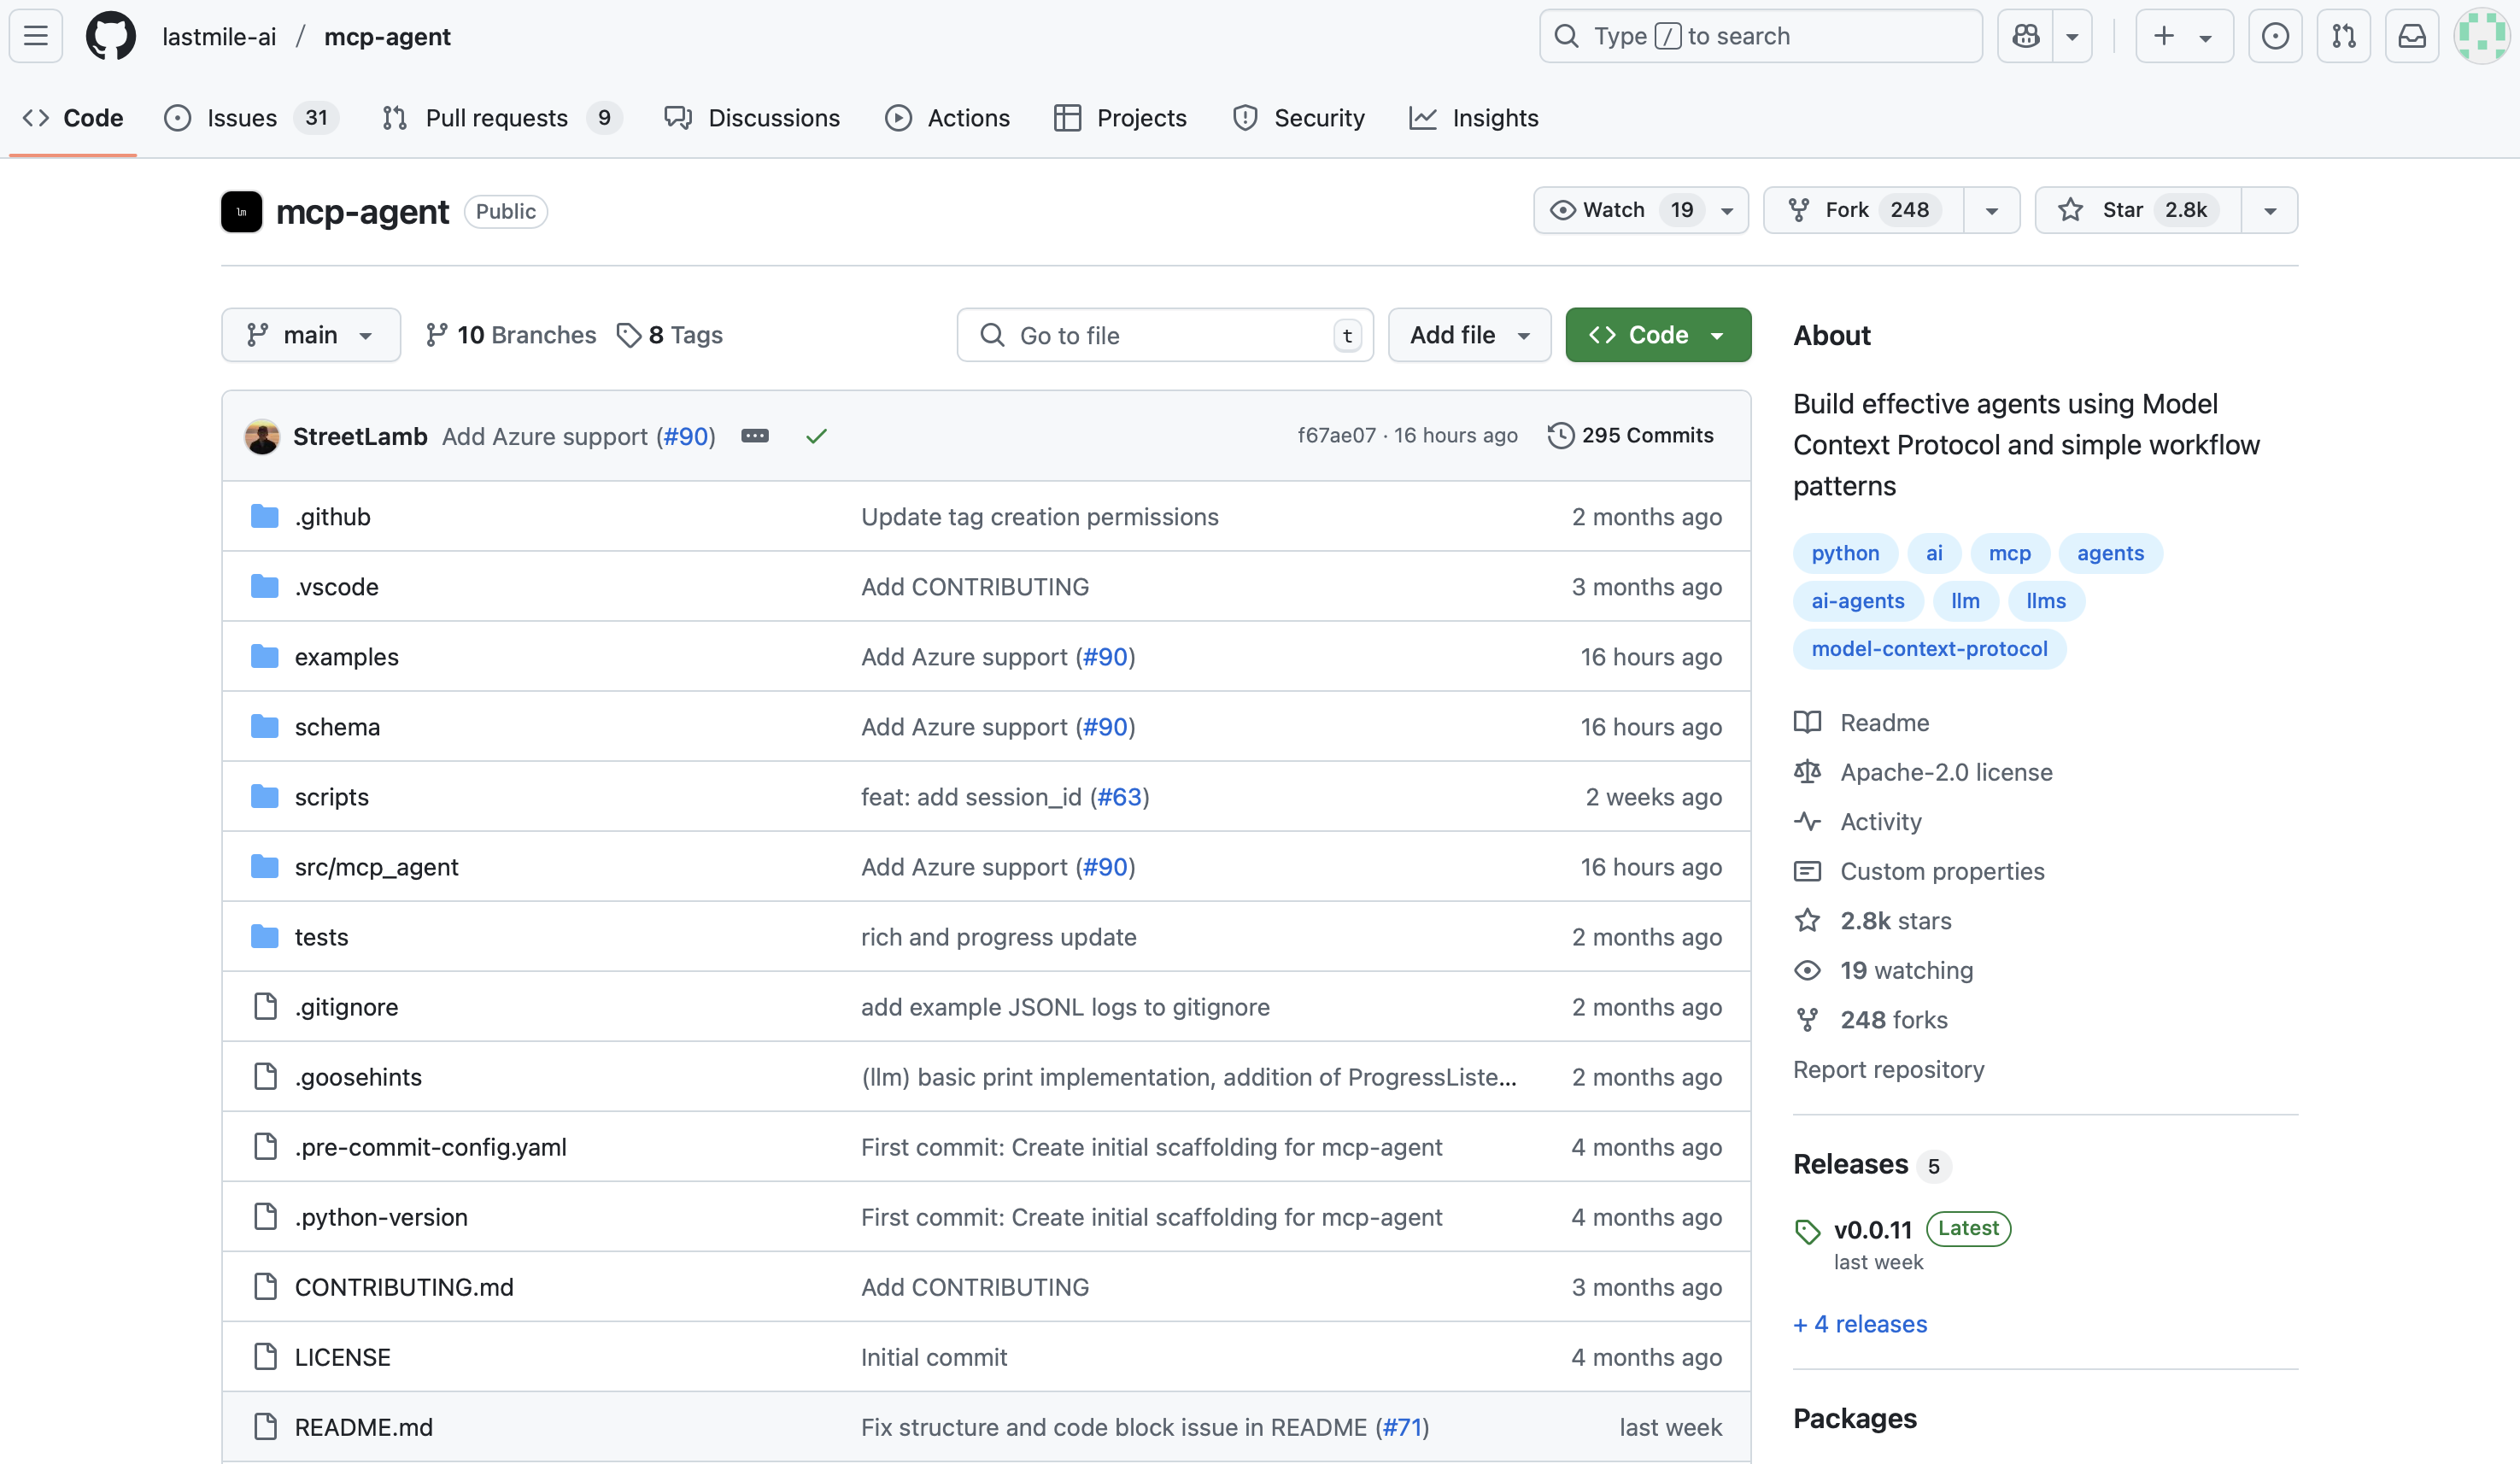 lastmile-ai / mcp-agent
Type / to search
Code
Issues 31
Pull requests 9
Discussions
Actions
Projects
Security
Insights
lm
mcp-agent Public
Watch 19
Fork 248
Star 2.8k
main
10 Branches
8 Tags
Go to file t
Add file
Code
StreetLamb Add Azure support (#90) f67ae07 · 16 hours ago 295 Commits
.github Update tag creation permissions 2 months ago
.vscode Add CONTRIBUTING 3 months ago
examples Add Azure support (#90) 16 hours ago
schema Add Azure support (#90) 16 hours ago
scripts feat: add session_id (#63) 2 weeks ago
src/mcp_agent Add Azure support (#90) 16 hours ago
tests rich and progress update 2 months ago
.gitignore add example JSONL logs to gitignore 2 months ago
.goosehints (llm) basic print implementation, addition of ProgressListe... 2 months ago
.pre-commit-config.yaml First commit: Create initial scaffolding for mcp-agent 4 months ago
.python-version First commit: Create initial scaffolding for mcp-agent 4 months ago
CONTRIBUTING.md Add CONTRIBUTING 3 months ago
LICENSE Initial commit 4 months ago
README.md Fix structure and code block issue in README (#71) last week
About
Build effective agents using Model
Context Protocol and simple workflow
patterns
python ai mcp agents
ai-agents llm llms
model-context-protocol
Readme
Apache-2.0 license
Activity
Custom properties
2.8k stars
19 watching
248 forks
Report repository
Releases 5
v0.0.11 Latest
last week
+ 4 releases
Packages